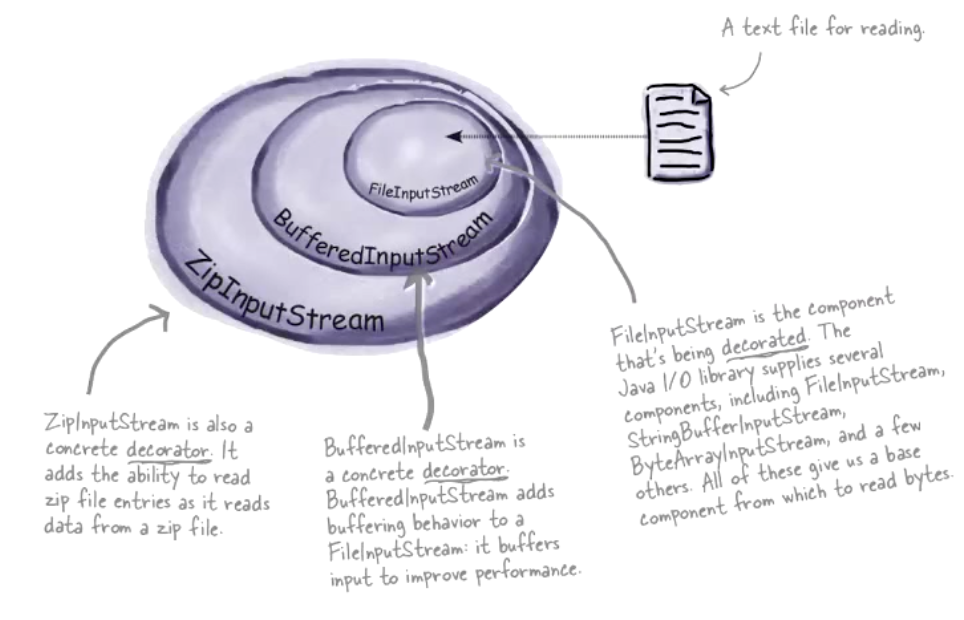 A text file for reading.
FileInputStream
BufferedInputStream
ZipInputStream
FileInputStream is the component
that's being decorated. The
Java I/O library supplies several
components, including FileInputStream,
StringBufferInputStream,
ByteArrayInputStream, and a few
others. All of these give us a base
component from which to read bytes.
ZipInputStream is also a
concrete decorator. It
adds the ability to read
zip file entries as it reads
data from a zip file.
BufferedInputStream is
a concrete decorator.
BufferedInputStream adds
buffering behavior to a
FileInputStream: it buffers
input to improve performance.